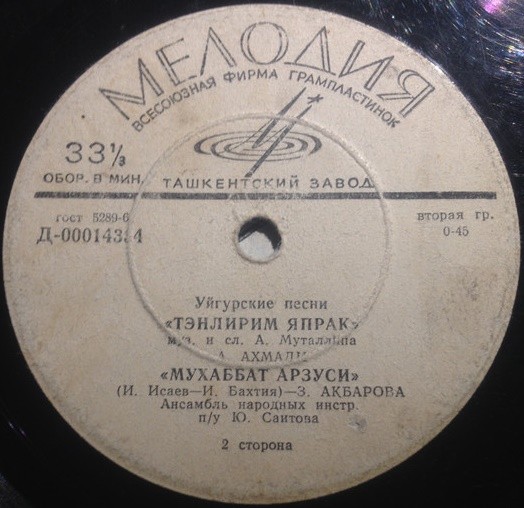 МЕЛОДИЯ
ВСЕСОЮЗНАЯ ФИРМА ГРАМПЛАСТИНОК
33⅓
ОБОР. В МИН.
ТАШКЕНТСКИЙ ЗАВОД
гост 5289-6
вторая гр.
Д-00014334
0-45
Уйгурские песни
«ТЭНЛИРИМ ЯПРАК»
муз. и сл. А. Муталлипа
А. АХМАДИ
«МУХАББАТ АРЗУСИ»
(И. Исаев—И. Бахтия)—З. АКБАРОВА
Ансамбль народных инстр.
п/у Ю. Саитова
2 сторона